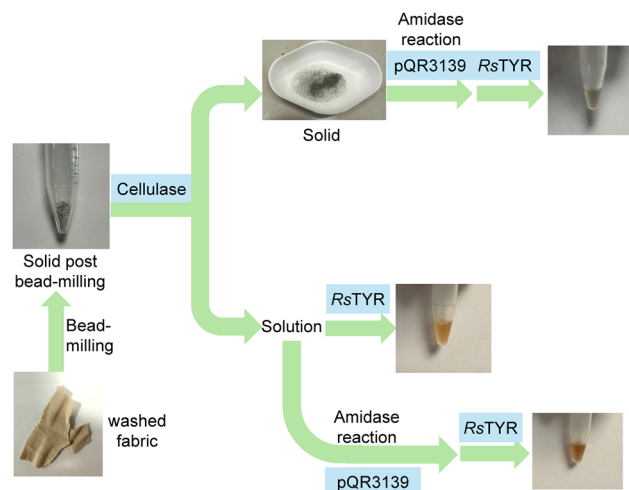 Amidase
reaction
pQR3139 RsTYR
Solid
Cellulase
Solid post
bead-milling
Bead-
milling
washed
fabric
RsTYR
Solution
Amidase
reaction
pQR3139
RsTYR